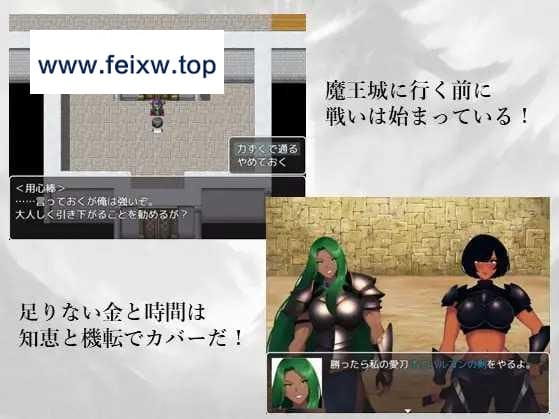 www.feixw.top
魔王城に行く前に
戦いは始まっている！
力ずくで通る
やめておく
＜用心棒＞
……言っておくが俺は強いぞ。
大人しく引き下がることを勧めるが？
足りない金と時間は
知恵と機転でカバーだ！
勝ったら私の愛刀
の剣をやるよ。